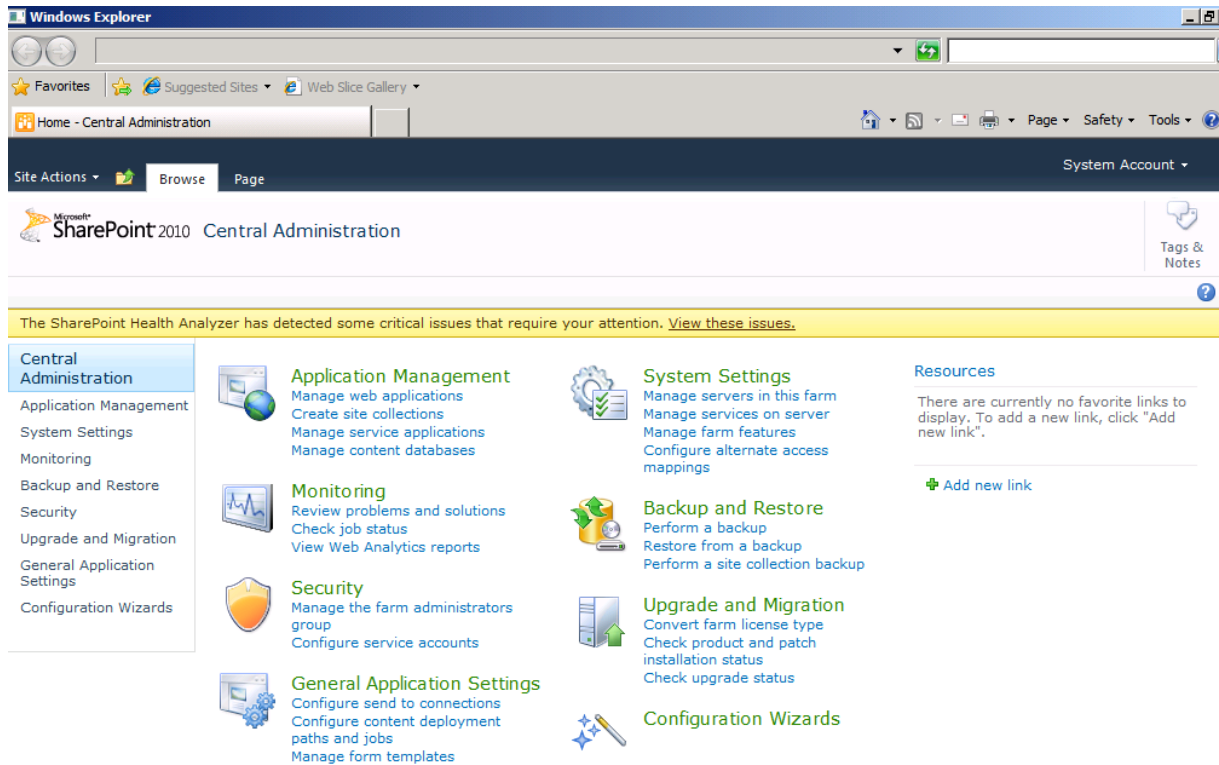 Windows Explorer
Favorites
Suggested Sites
Web Slice Gallery
Home - Central Administration
Page
Safety
Tools
Site Actions
Browse
Page
System Account
Microsoft
SharePoint 2010
Central Administration
Tags &
Notes
The SharePoint Health Analyzer has detected some critical issues that require your attention. View these issues.
Central
Administration
Application Management
System Settings
Monitoring
Backup and Restore
Security
Upgrade and Migration
General Application
Settings
Configuration Wizards
Application Management
Manage web applications
Create site collections
Manage service applications
Manage content databases
Monitoring
Review problems and solutions
Check job status
View Web Analytics reports
Security
Manage the farm administrators
group
Configure service accounts
General Application Settings
Configure send to connections
Configure content deployment
paths and jobs
Manage form templates
System Settings
Manage servers in this farm
Manage services on server
Manage farm features
Configure alternate access
mappings
Backup and Restore
Perform a backup
Restore from a backup
Perform a site collection backup
Upgrade and Migration
Convert farm license type
Check product and patch
installation status
Check upgrade status
Configuration Wizards
Resources
There are currently no favorite links to
display. To add a new link, click "Add
new link".
Add new link